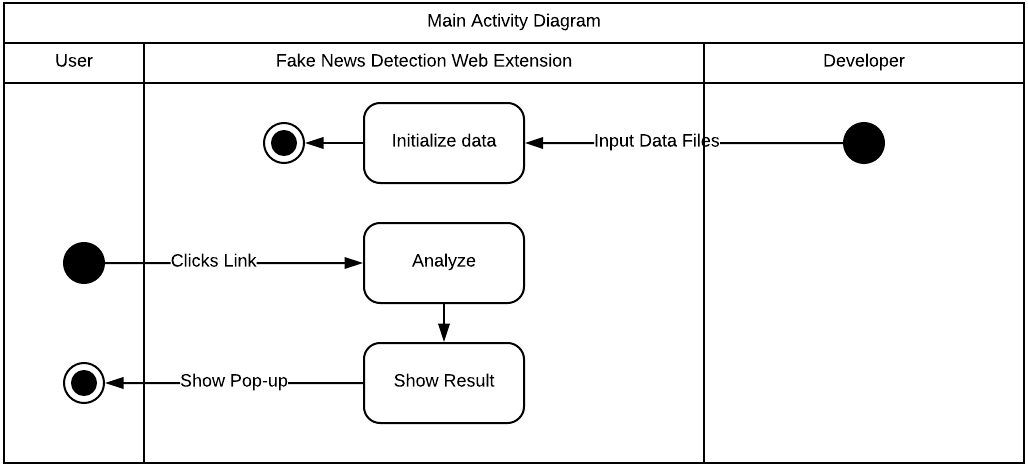 Main Activity Diagram
User
Fake News Detection Web Extension
Developer
Initialize data
Input Data Files
Clicks Link
Analyze
Show Pop-up
Show Result